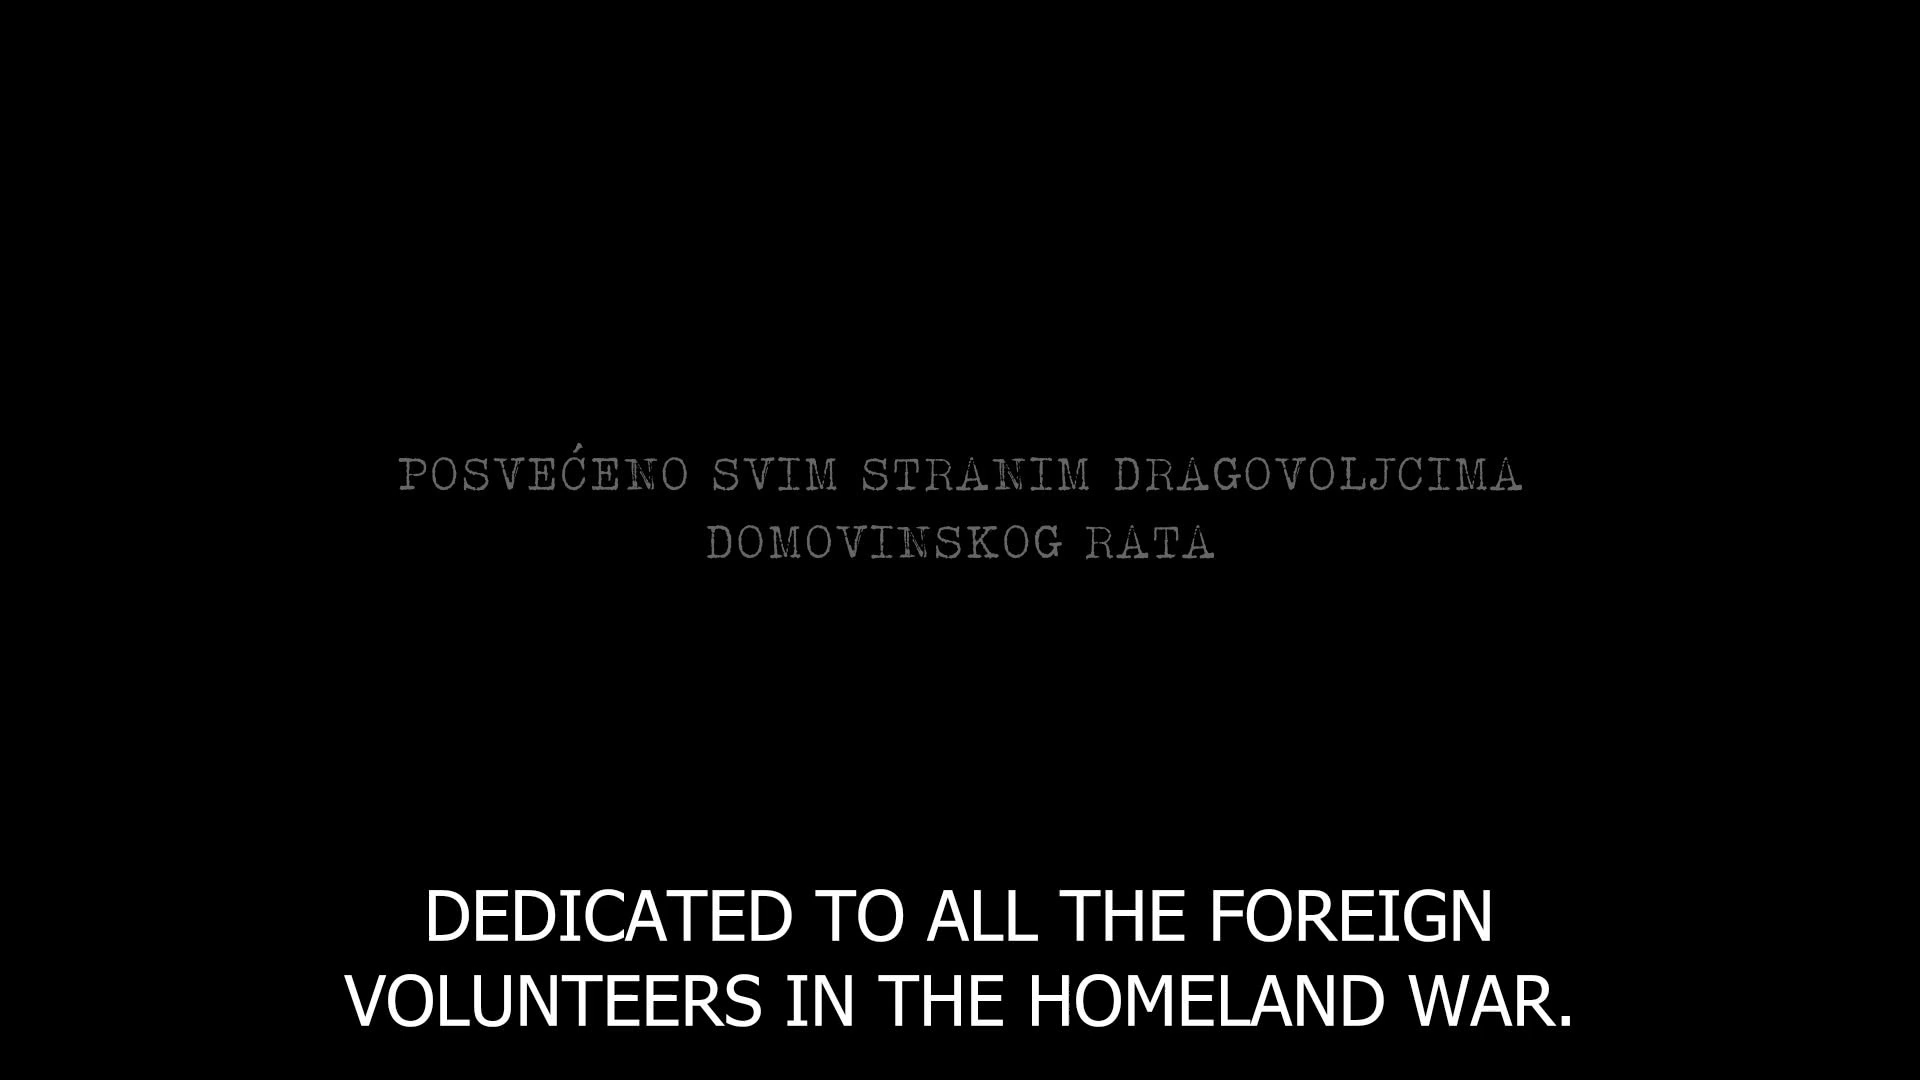 POSVEĆENO SVIM STRANIM DRAGOVOLJCIMA
DOMOVINSKOG RATA
DEDICATED TO ALL THE FOREIGN
VOLUNTEERS IN THE HOMELAND WAR.